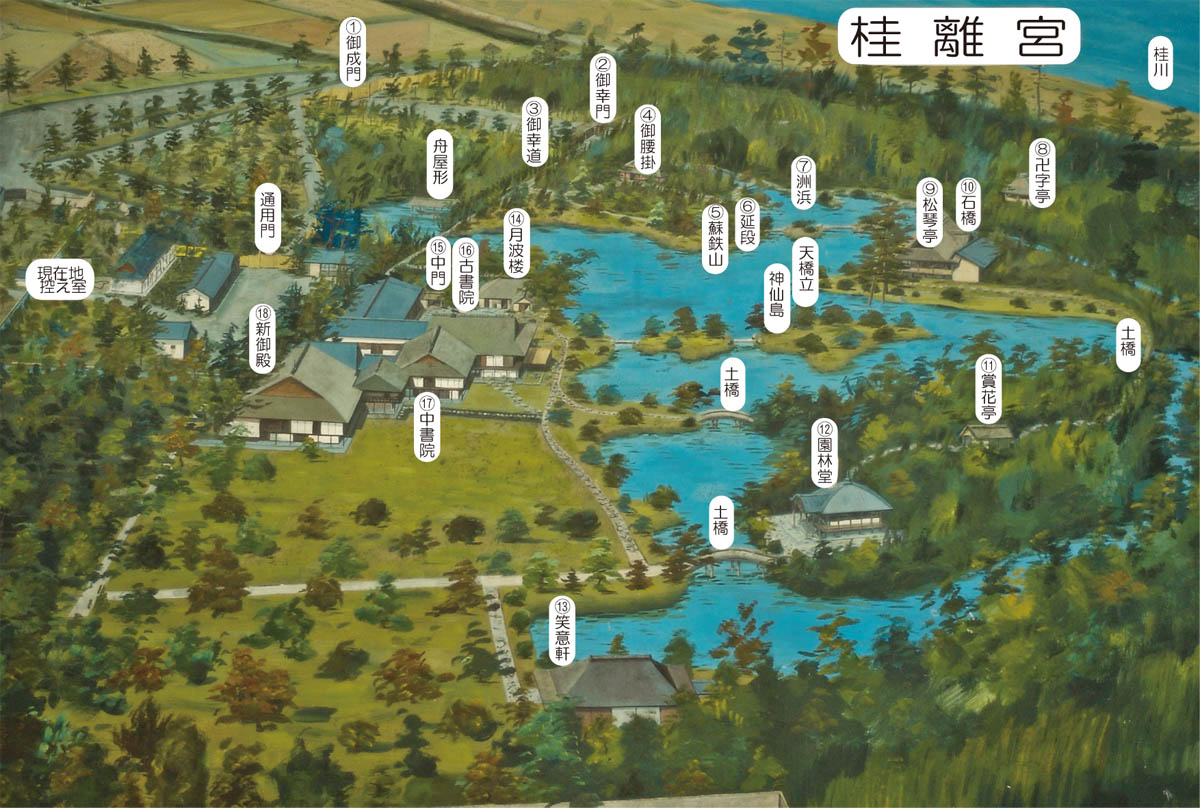 桂離宮
桂川
①御成門
②御幸門
③御幸道
④御腰掛
舟屋形
通用門
現在地
控え室
⑤蘇鉄山
⑥延段
⑦洲浜
⑧卍字亭
⑨松琴亭
⑩石橋
天橋立
神仙島
⑭月波楼
⑮中門
⑯古書院
⑰中書院
⑱新御殿
土橋
土橋
⑪賞花亭
⑫園林堂
土橋
⑬笑意軒